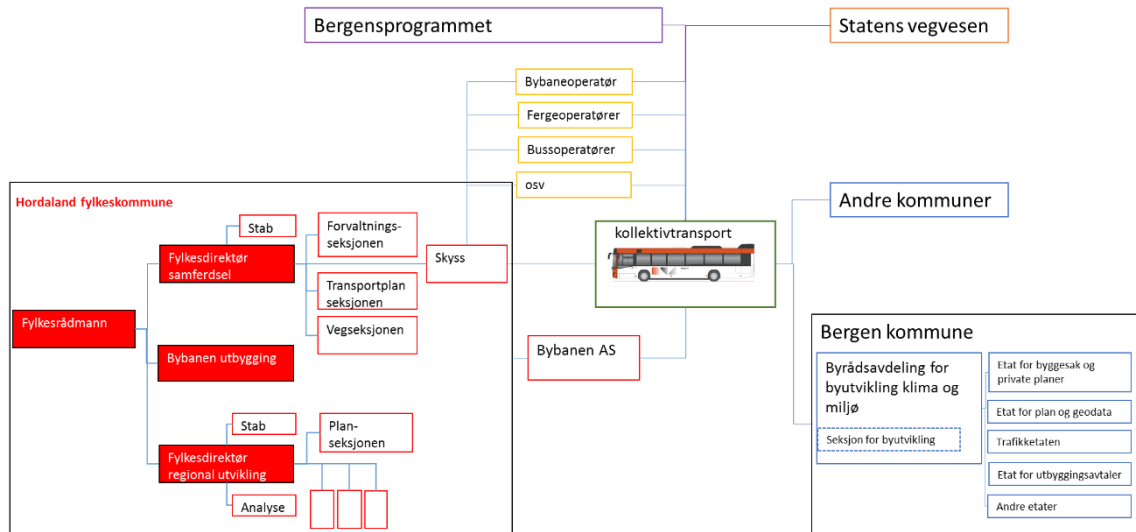 Bergensprogrammet
Statens vegvesen
Bybaneoperatør
Fergeoperatører
Bussoperatører
osv
Hordaland fylkeskommune
Stab
Fylkesdirektør
samferdsel
Forvaltnings-
seksjonen
Transportplan
seksjonen
Vegseksjonen
Skyss
Fylkesrådmann
Bybanen utbygging
Stab
Fylkesdirektør
regional utvikling
Analyse
Plan-
seksjonen
Bybanen AS
kollektivtransport
Andre kommuner
Bergen kommune
Byrådsavdeling for
byutvikling klima og
miljø
Seksjon for byutvikling
Etat for byggesak og
private planer
Etat for plan og geodata
Trafikketaten
Etat for utbyggingsavtaler
Andre etater